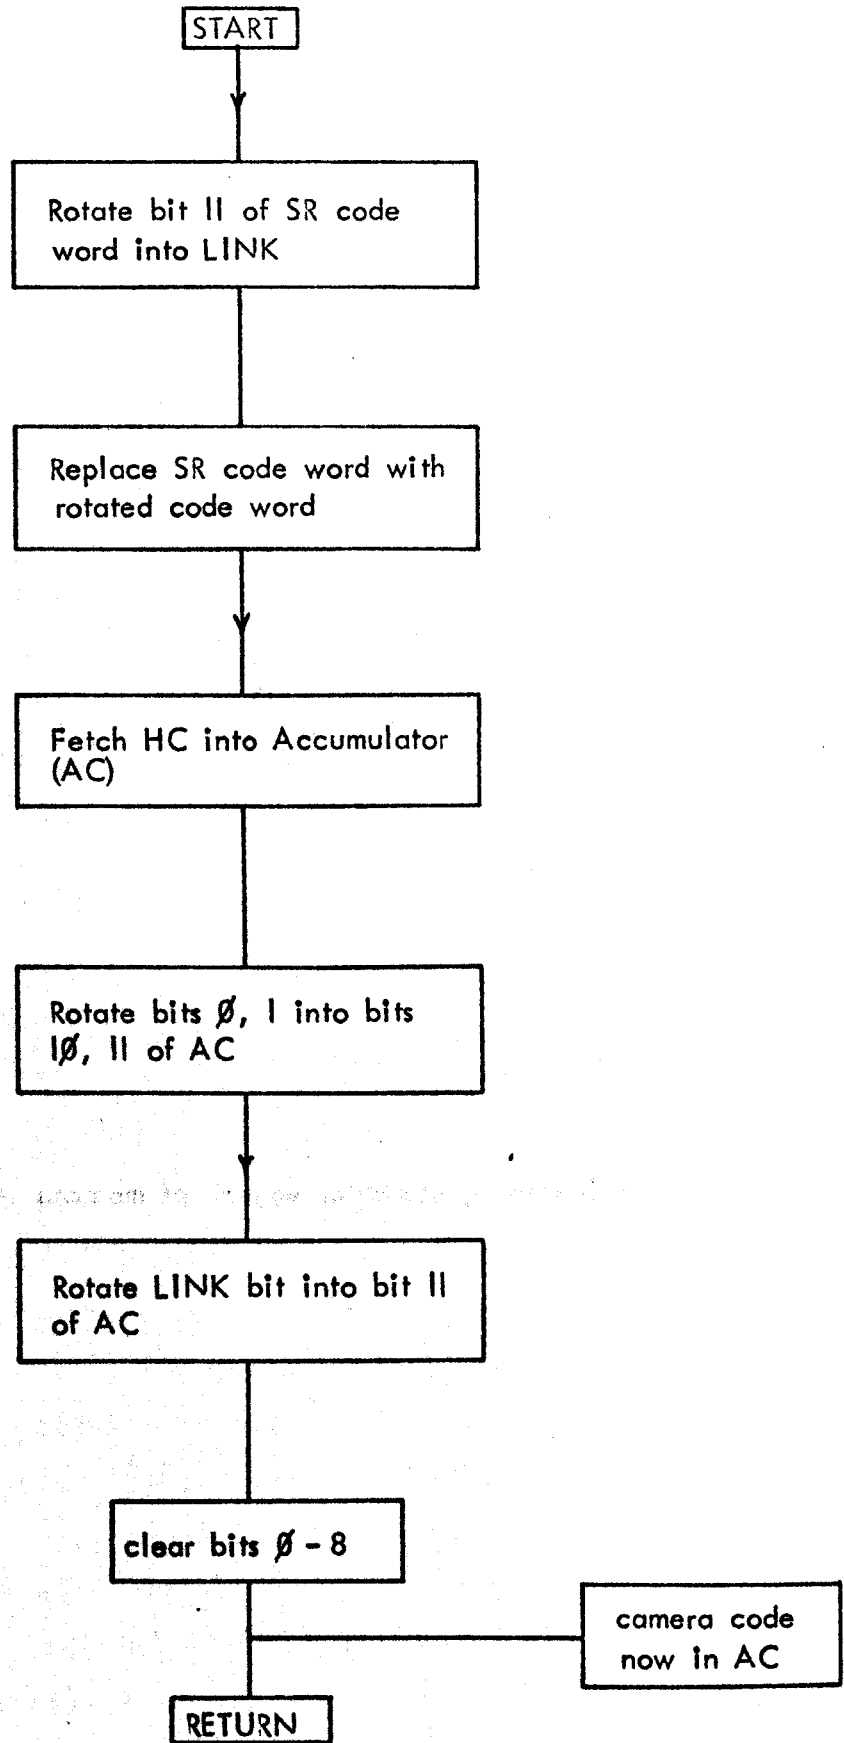 START
Rotate bit 11 of SR code
word into LINK
Replace SR code word with
rotated code word
Fetch HC into Accumulator
(AC)
Rotate bits Ø, 1 into bits
1Ø, 11 of AC
Rotate LINK bit into bit 11
of AC
clear bits Ø - 8
camera code
now in AC
RETURN